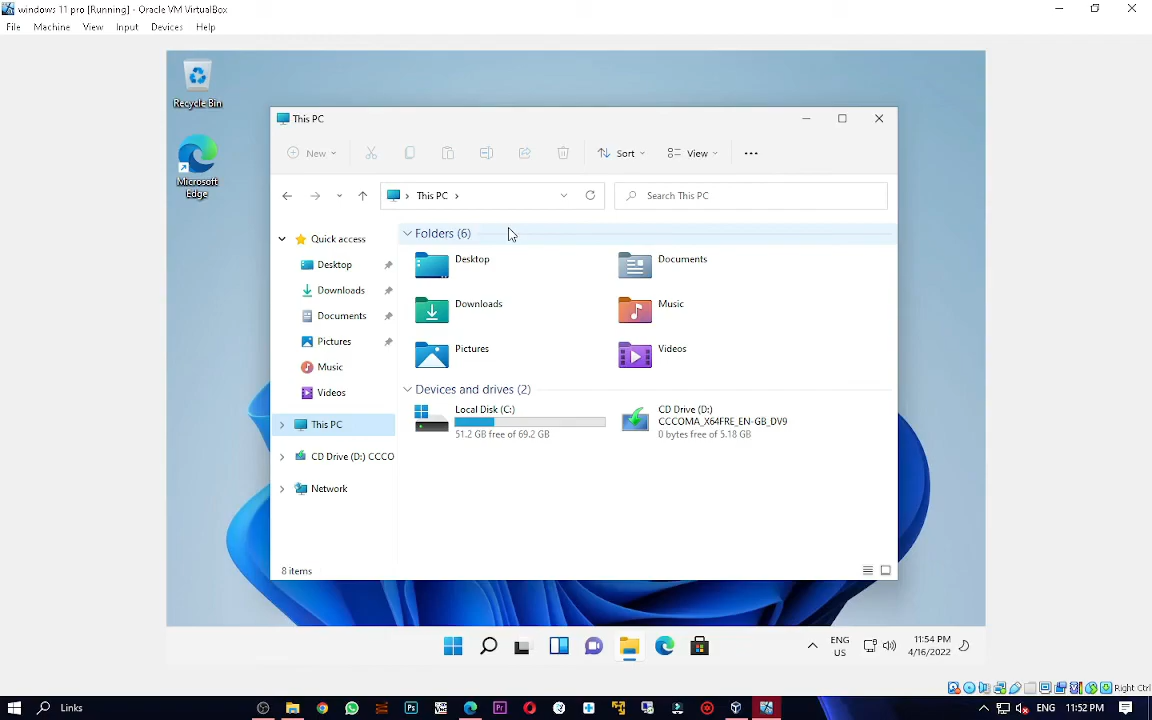 windows 11 pro [Running] - Oracle VM VirtualBox
File Machine View Input Devices Help
Recycle Bin
Microsoft
Edge
This PC
New
Sort
View
This PC
Search This PC
Quick access
Desktop
Downloads
Documents
Pictures
Music
Videos
This PC
CD Drive (D:) CCCO
Network
Folders (6)
Desktop
Documents
Downloads
Music
Pictures
Videos
Devices and drives (2)
Local Disk (C:)
51.2 GB free of 69.2 GB
CD Drive (D:)
CCCOMA_X64FRE_EN-GB_DV9
0 bytes free of 5.18 GB
8 items
ENG
US
11:54 PM
4/16/2022
Right Ctrl
Links
ENG 11:52 PM